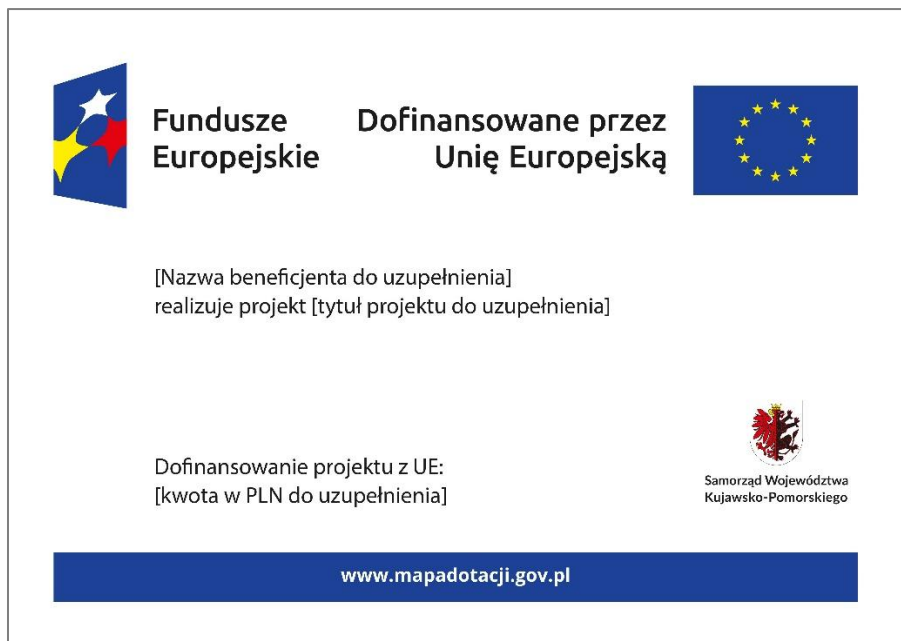 Fundusze
Europejskie
Dofinansowane przez
Unię Europejską
[Nazwa beneficjenta do uzupełnienia]
realizuje projekt [tytuł projektu do uzupełnienia]
Dofinansowanie projektu z UE:
[kwota w PLN do uzupełnienia]
Samorząd Województwa
Kujawsko-Pomorskiego
www.mapadotacji.gov.pl